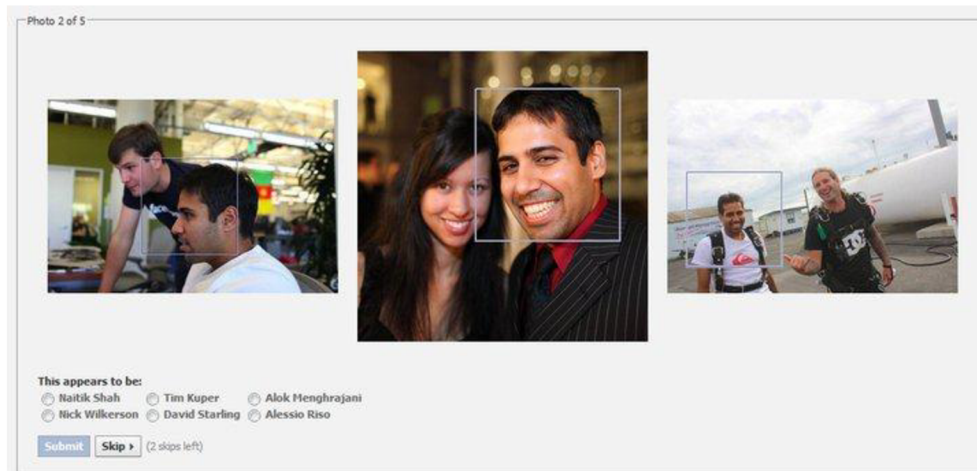 Photo 2 of 5
This appears to be:
Naitik Shah Tim Kuper Alok Menghrajani
Nick Wilkerson David Starling Alessio Riso
Submit Skip (2 skips left)